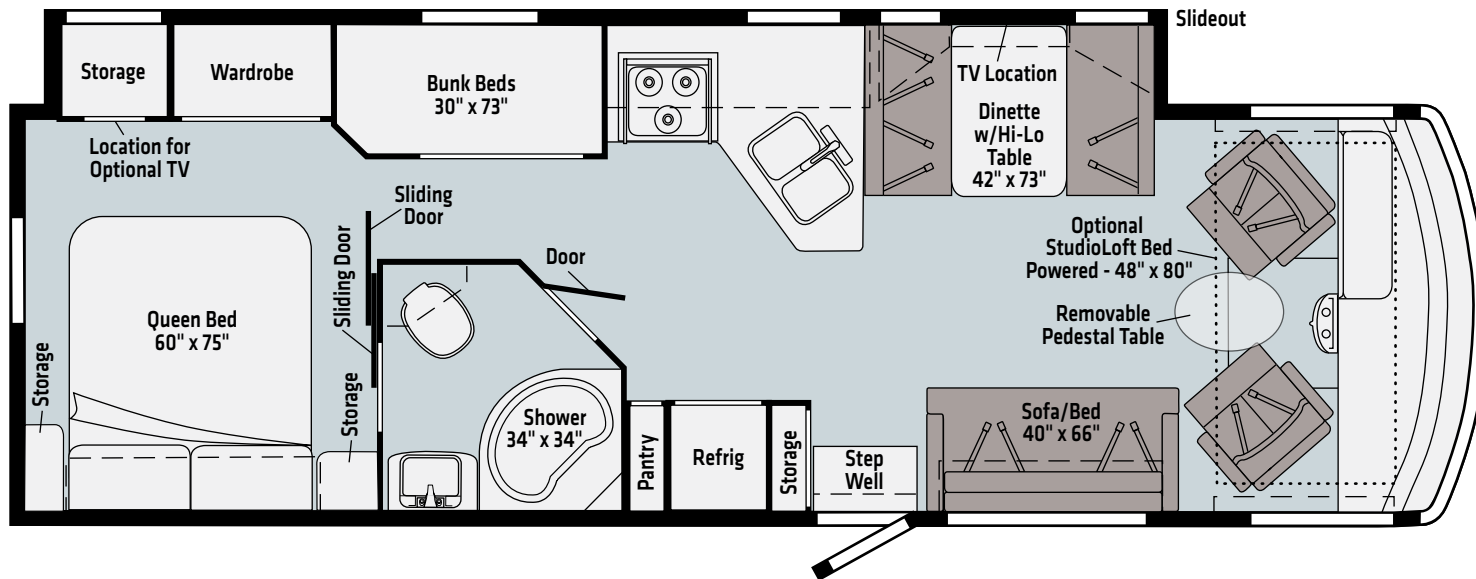 Slideout
Storage
Wardrobe
Bunk Beds
30" x 73"
TV Location
Dinette
w/Hi-Lo
Table
42" x 73"
Location for
Optional TV
Sliding
Door
Sliding Door
Door
Optional
StudioLoft Bed
Powered - 48" x 80"
Removable
Pedestal Table
Queen Bed
60" x 75"
Storage
Storage
Shower
34" x 34"
Pantry
Refrig
Storage
Step
Well
Sofa/Bed
40" x 66"